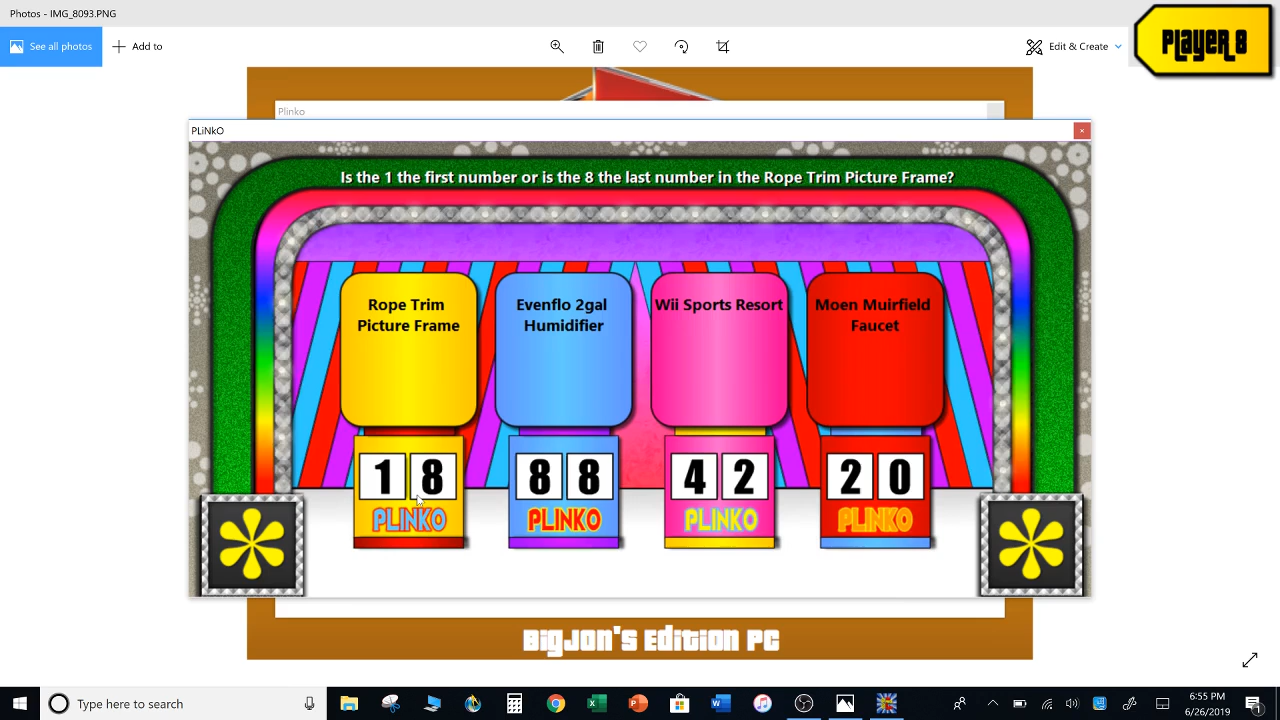 Photos - IMG_8093.PNG
See all photos
Add to
Edit & Create
PLAYER 8
Plinko
PLiNkO
Is the 1 the first number or is the 8 the last number in the Rope Trim Picture Frame?
Rope Trim
Picture Frame
Evenflo 2gal
Humidifier
Wii Sports Resort
Moen Muirfield
Faucet
1 8
8 8
4 2
2 0
PLINKO
PLINKO
PLINKO
PLINKO
BigJon's Edition PC
Type here to search
6:55 PM
6/26/2019
1